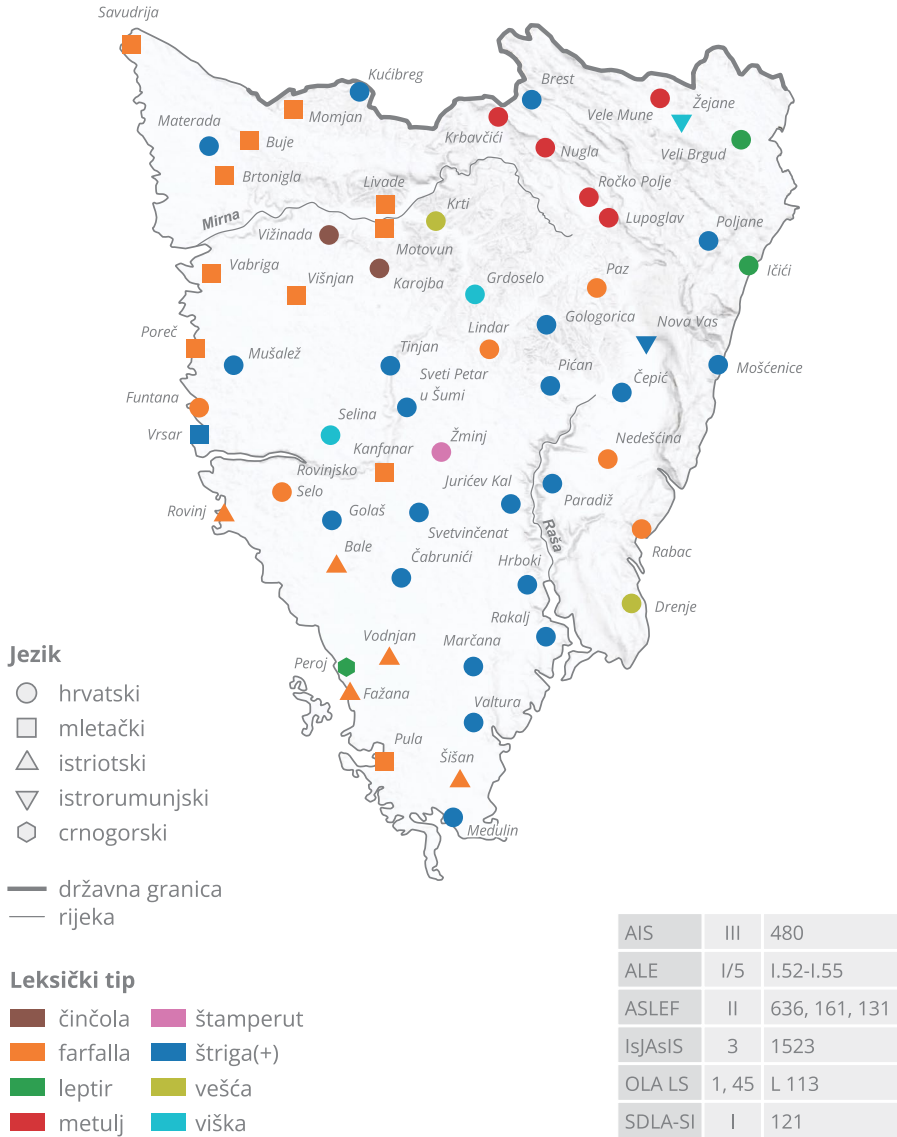 Savudrija
Kućibreg
Brest
Žejane
Vele Mune
Momjan
Materada
Buje
Krbavčići
Nugla
Veli Brgud
Brtonigla
Livade
Krti
Ročko Polje
Mirna
Lupoglav
Poljane
Vižinada
Motovun
Vabriga
Višnjan
Karojba
Grdoselo
Paz
Ičići
Gologorica
Nova Vas
Poreč
Lindar
Mušalež
Tinjan
Pićan
Mošćenice
Sveti Petar
u Šumi
Čepić
Funtana
Selina
Žminj
Nedešćina
Vrsar
Kanfanar
Rovinjsko
Selo
Jurićev Kal
Paradiž
Rovinj
Golaš
Svetvinčenat
Raša
Bale
Čabrunići
Hrboki
Rabac
Drenje
Rakalj
Vodnjan
Marčana
Peroj
Fažana
Valtura
Pula
Šišan
Medulin
Jezik
hrvatski
mletački
istriotski
istrorumunjski
crnogorski
državna granica
rijeka
Leksički tip
činčola štamperut
farfalla štriga(+)
leptir vešća
metulj viška
AIS III 480
ALE I/5 I.52-I.55
ASLEF II 636, 161, 131
IsJAsIS 3 1523
OLA LS 1, 45 L 113
SDLA-SI I 121